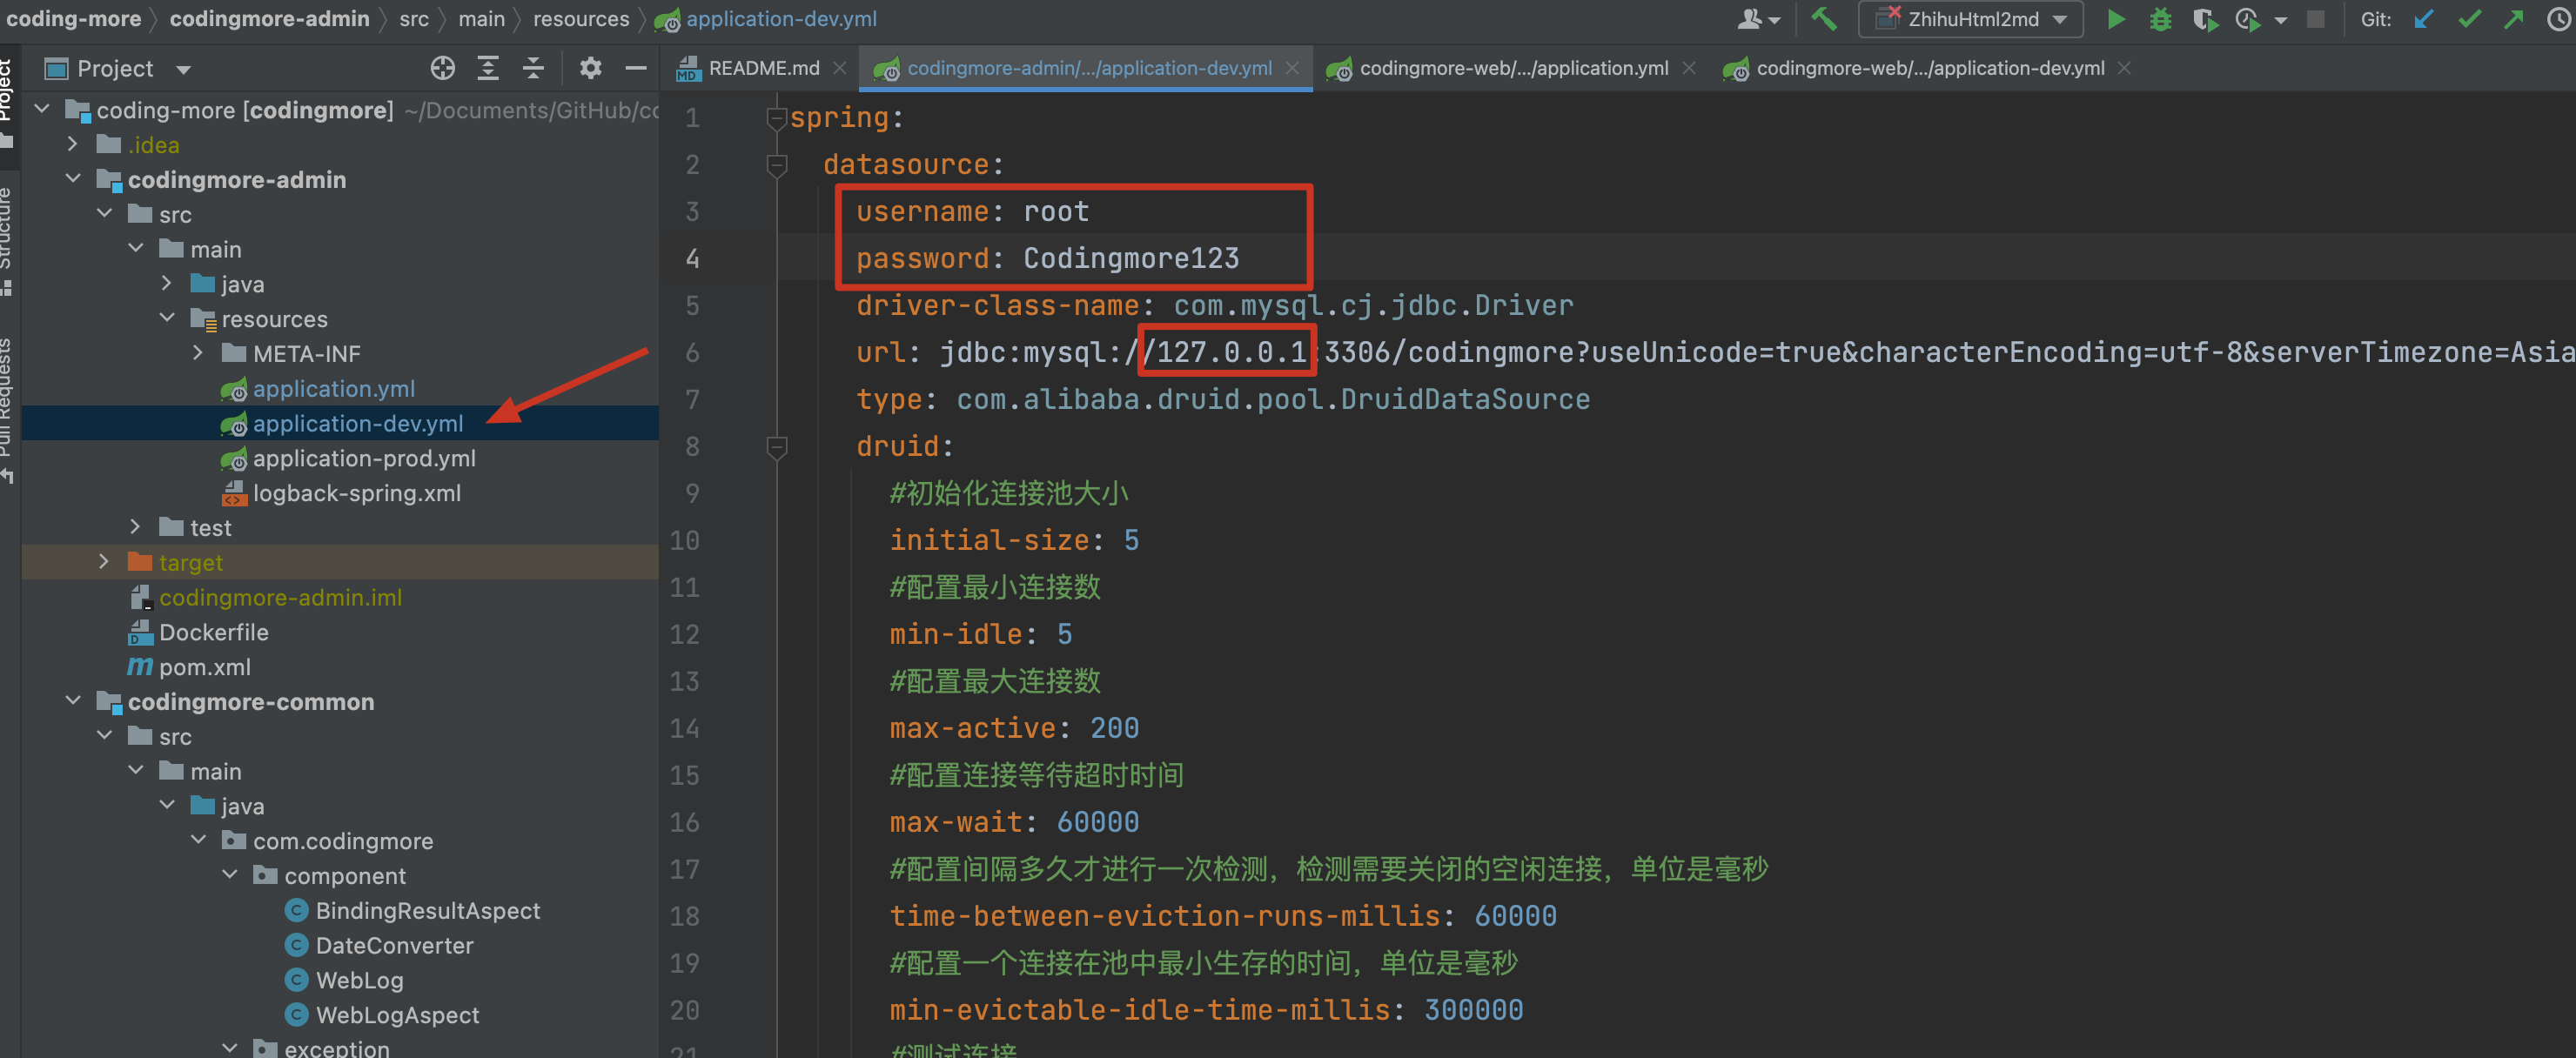 coding-more codingmore-admin src main resources application-dev.yml
ZhihuHtml2md Git:
Project
README.md
codingmore-admin/.../application-dev.yml
codingmore-web/.../application.yml
codingmore-web/.../application-dev.yml
Project
Structure
Pull Requests
coding-more [codingmore] ~/Documents/GitHub/co
.idea
codingmore-admin
src
main
java
resources
META-INF
application.yml
application-dev.yml
application-prod.yml
logback-spring.xml
test
target
codingmore-admin.iml
Dockerfile
pom.xml
codingmore-common
src
main
java
com.codingmore
component
BindingResultAspect
DateConverter
WebLog
WebLogAspect
exception
1 spring:
2 datasource:
3 username: root
4 password: Codingmore123
5 driver-class-name: com.mysql.cj.jdbc.Driver
6 url: jdbc:mysql://127.0.0.1:3306/codingmore?useUnicode=true&characterEncoding=utf-8&serverTimezone=Asia
7 type: com.alibaba.druid.pool.DruidDataSource
8 druid:
9 #初始化连接池大小
10 initial-size: 5
11 #配置最小连接数
12 min-idle: 5
13 #配置最大连接数
14 max-active: 200
15 #配置连接等待超时时间
16 max-wait: 60000
17 #配置间隔多久才进行一次检测，检测需要关闭的空闲连接，单位是毫秒
18 time-between-eviction-runs-millis: 60000
19 #配置一个连接在池中最小生存的时间，单位是毫秒
20 min-evictable-idle-time-millis: 300000
21 #测试连接